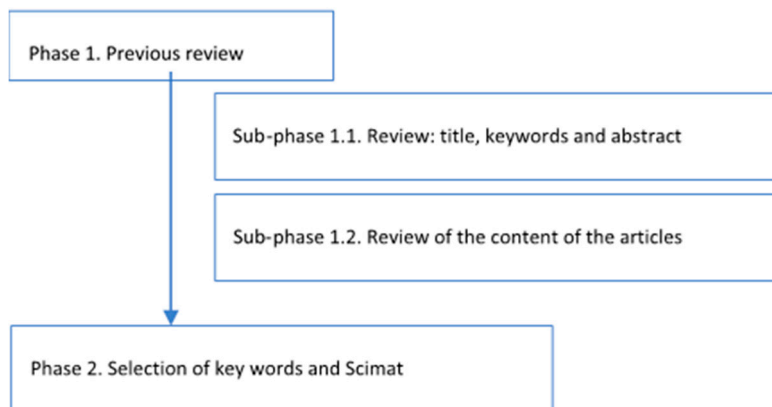 Phase 1. Previous review
Sub-phase 1.1. Review: title, keywords and abstract
Sub-phase 1.2. Review of the content of the articles
Phase 2. Selection of key words and Scimat